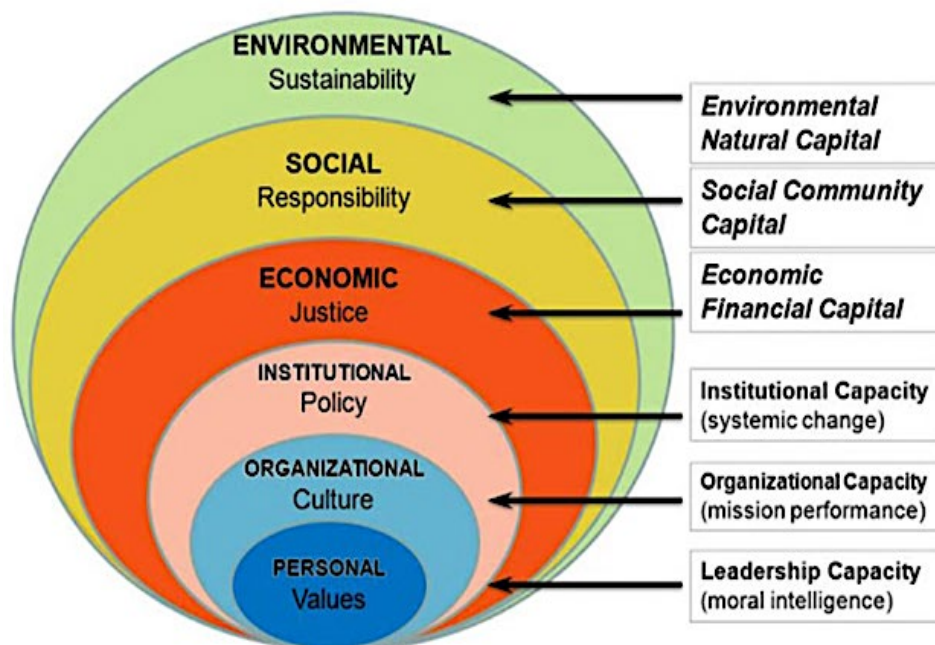 ENVIRONMENTAL
Sustainability
SOCIAL
Responsibility
ECONOMIC
Justice
INSTITUTIONAL
Policy
ORGANIZATIONAL
Culture
PERSONAL
Values
Environmental
Natural Capital
Social Community
Capital
Economic
Financial Capital
Institutional Capacity
(systemic change)
Organizational Capacity
(mission performance)
Leadership Capacity
(moral intelligence)